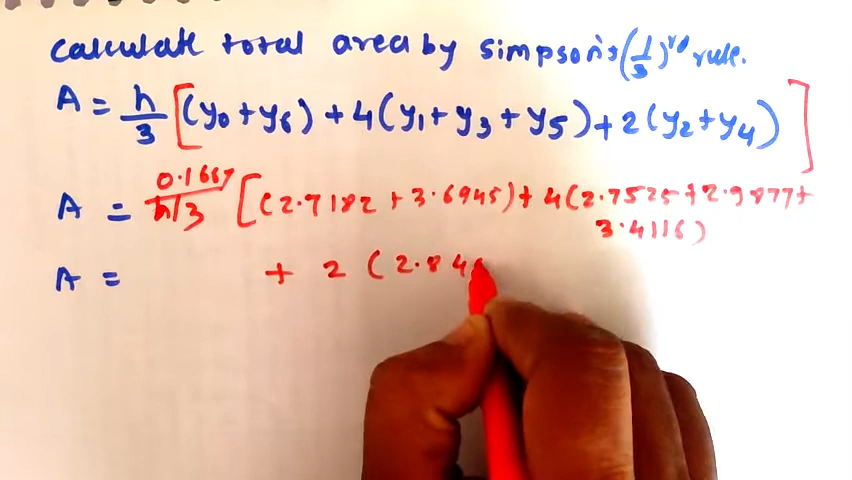 Calculate total area by Simpson's (1/3)rd rule.
A = h/3 [(y0+y6)+4(y1+y3+y5)+2(y2+y4)]
A = 0.1667/3 [(2.7182+3.6945)+4(2.7525+2.9877+
3.4116)
A = + 2 (2.84